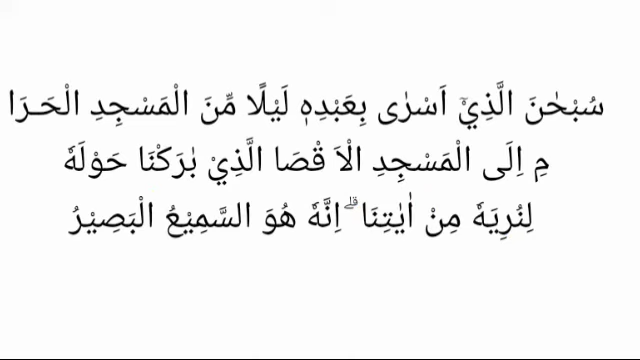 سُبْحٰنَ الَّذِيْٓ اَسْرٰى بِعَبْدِهٖ لَيْلًا مِّنَ الْمَسْجِدِ الْحَـرَا
مِ اِلَى الْمَسْجِدِ الْاَ قْصَا الَّذِيْ بٰرَكْنَا حَوْلَهٗ
لِنُرِيَهٗ مِنْ اٰيٰتِنَا ۗ اِنَّهٗ هُوَ السَّمِيْعُ الْبَصِيْرُ